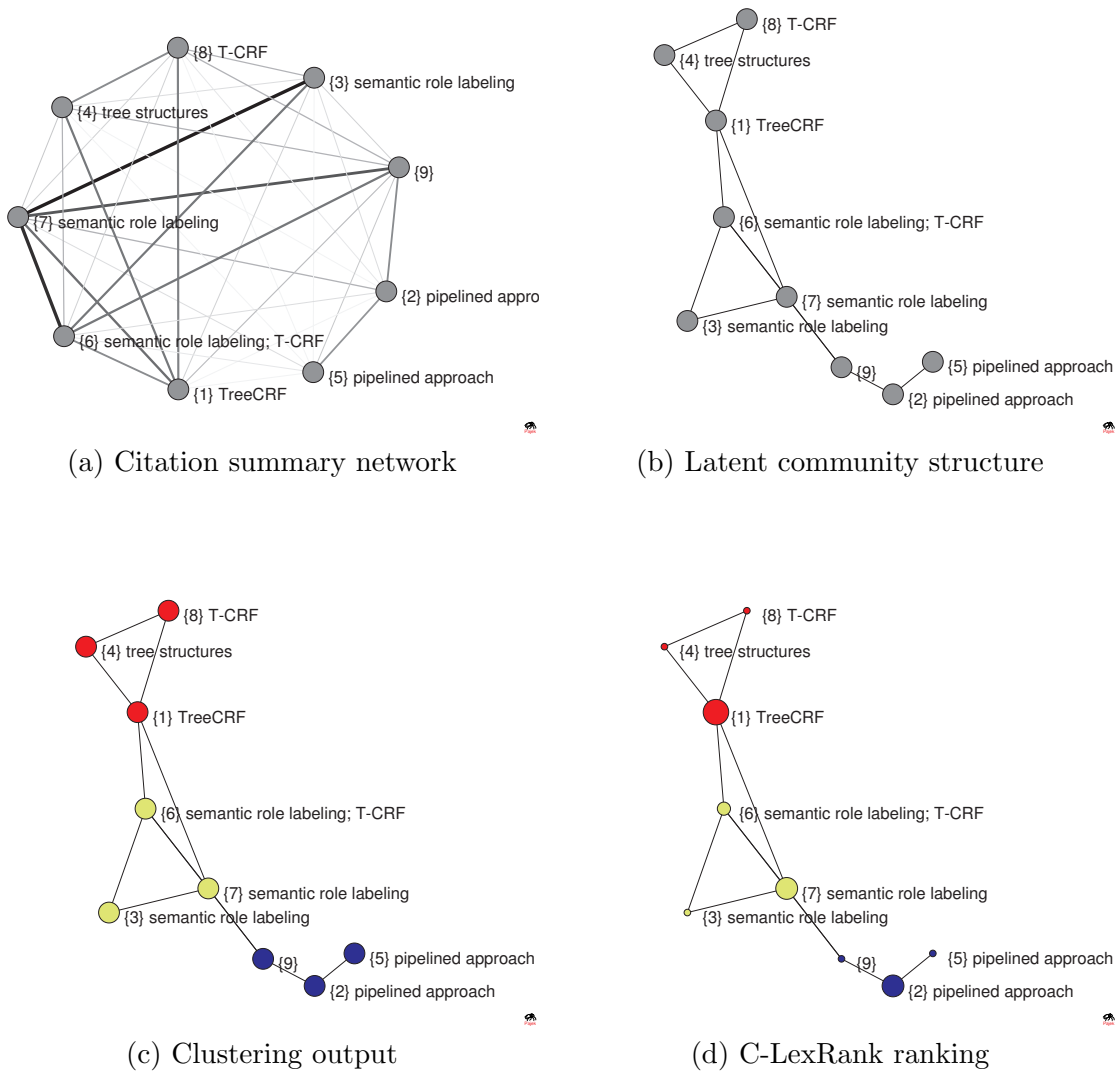 {8} T-CRF
{3} semantic role labeling
{4} tree structures
{9}
{7} semantic role labeling
{2} pipelined appro
{6} semantic role labeling; T-CRF
{5} pipelined approach
{1} TreeCRF
Pajek
(a) Citation summary network
{8} T-CRF
{4} tree structures
{1} TreeCRF
{6} semantic role labeling; T-CRF
{7} semantic role labeling
{3} semantic role labeling
{9}
{5} pipelined approach
{2} pipelined approach
Pajek
(b) Latent community structure
{8} T-CRF
{4} tree structures
{1} TreeCRF
{6} semantic role labeling; T-CRF
{7} semantic role labeling
{3} semantic role labeling
{9}
{5} pipelined approach
{2} pipelined approach
Pajek
(c) Clustering output
{8} T-CRF
{4} tree structures
{1} TreeCRF
{6} semantic role labeling; T-CRF
{7} semantic role labeling
{3} semantic role labeling
{9}
{5} pipelined approach
{2} pipelined approach
Pajek
(d) C-LexRank ranking